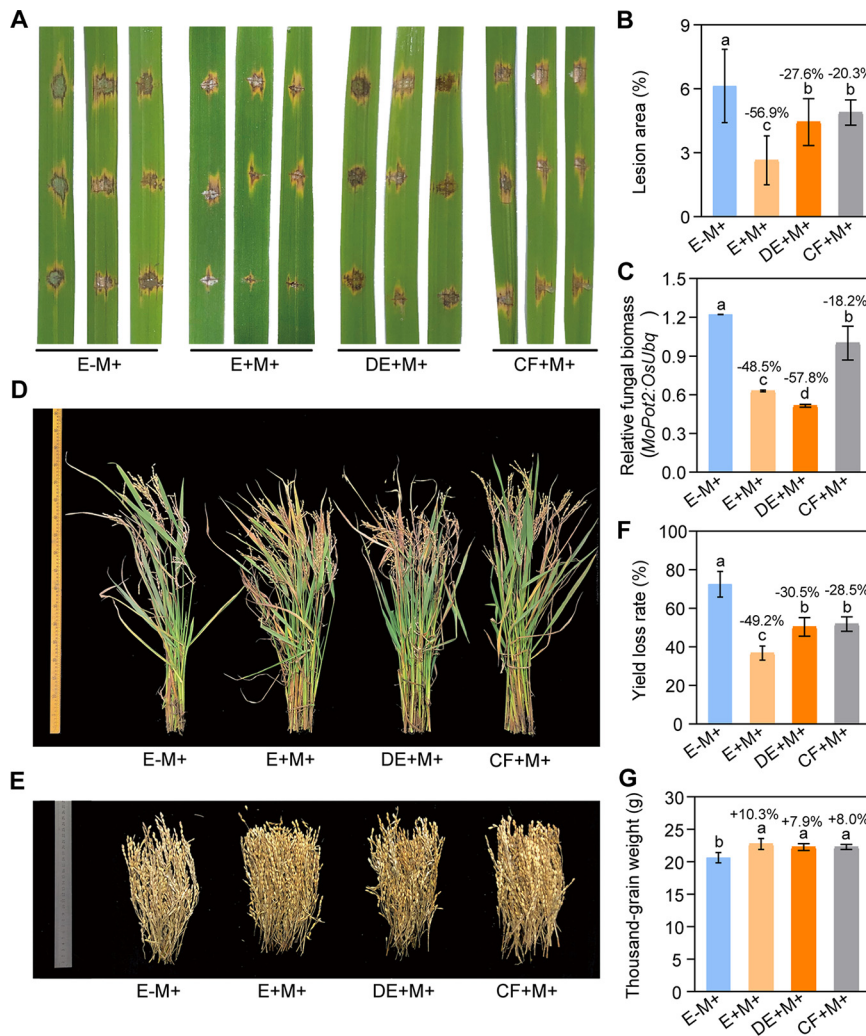 A
E-M+
E+M+
DE+M+
CF+M+
B
Lesion area (%)
9
6
3
0
a
-56.9%
c
-27.6%
b
-20.3%
b
E-M+
E+M+
DE+M+
CF+M+
C
Relative fungal biomass
(MoPot2:OsUbq )
1.5
1.2
0.9
0.6
0.3
0.0
a
-48.5%
c
-57.8%
d
-18.2%
b
E-M+
E+M+
DE+M+
CF+M+
D
E-M+
E+M+
DE+M+
CF+M+
E
E-M+
E+M+
DE+M+
CF+M+
F
Yield loss rate (%)
100
80
60
40
20
0
a
-49.2%
c
-30.5%
b
-28.5%
b
E-M+
E+M+
DE+M+
CF+M+
G
Thousand-grain weight (g)
30
25
20
15
10
5
0
b
+10.3%
a
+7.9%
a
+8.0%
a
E-M+
E+M+
DE+M+
CF+M+